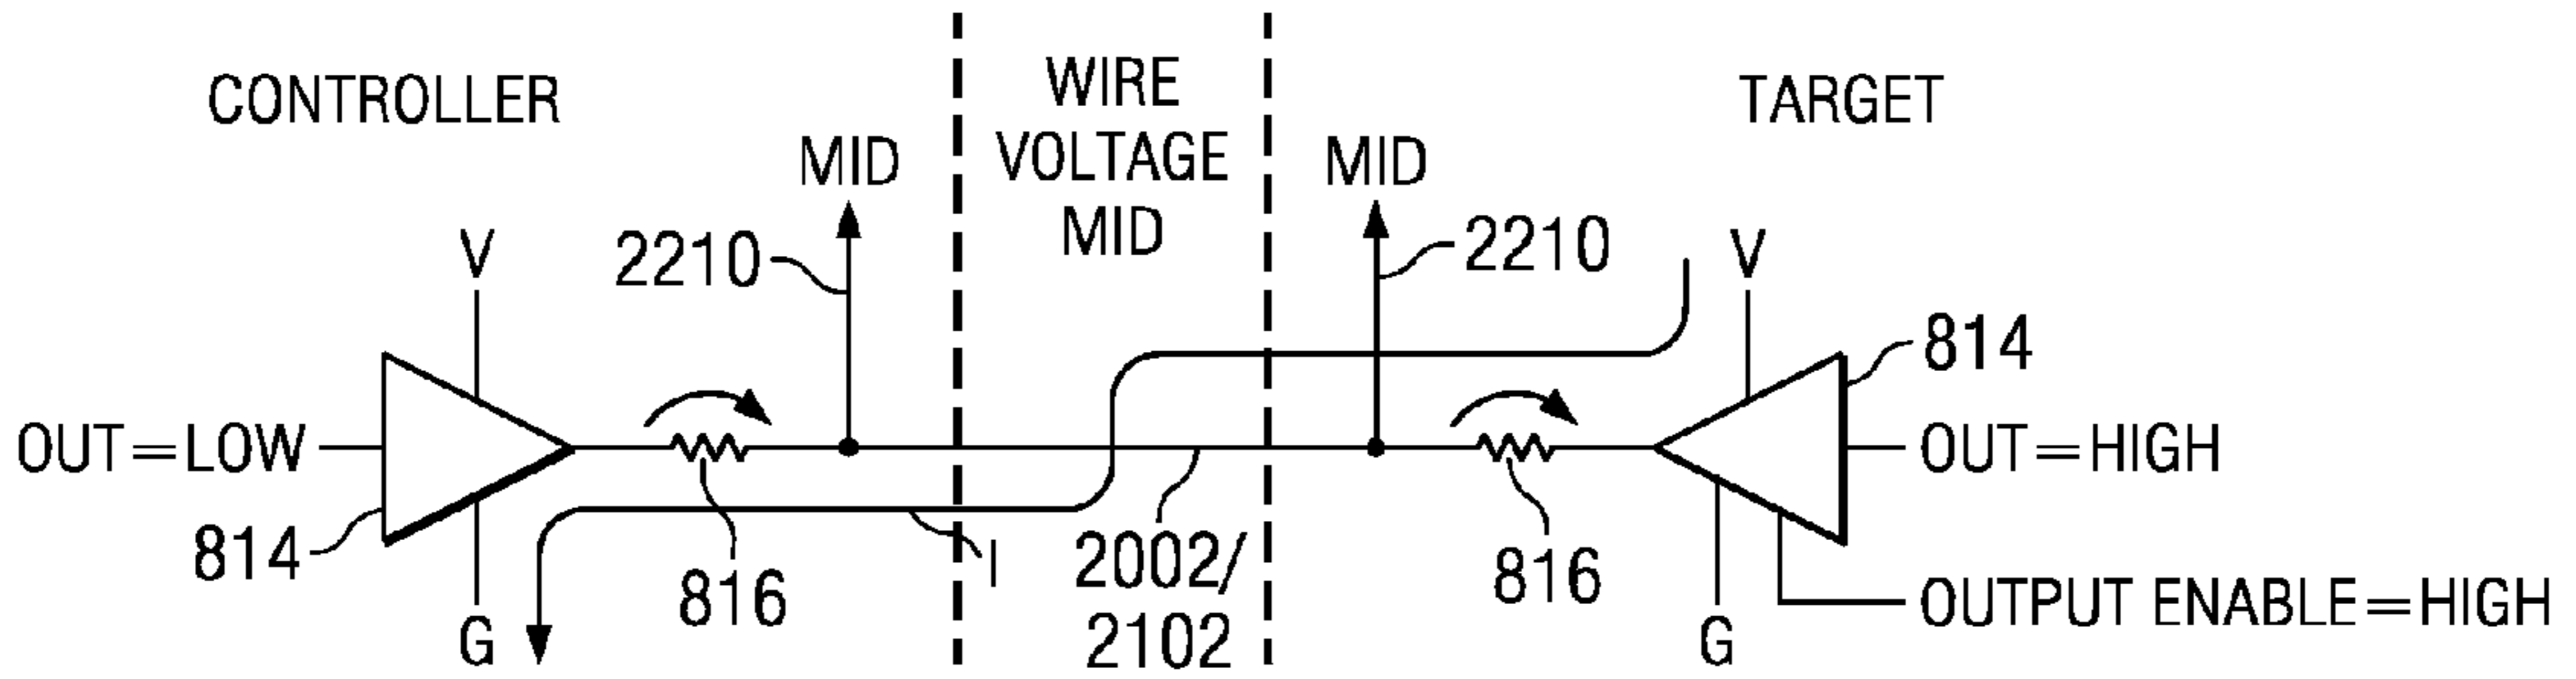 CONTROLLER
WIRE
VOLTAGE
MID
TARGET
MID
MID
V
2210
2210
V
814
OUT=LOW
OUT=HIGH
814
816
I
2002/
2102
816
OUTPUT ENABLE=HIGH
G
G